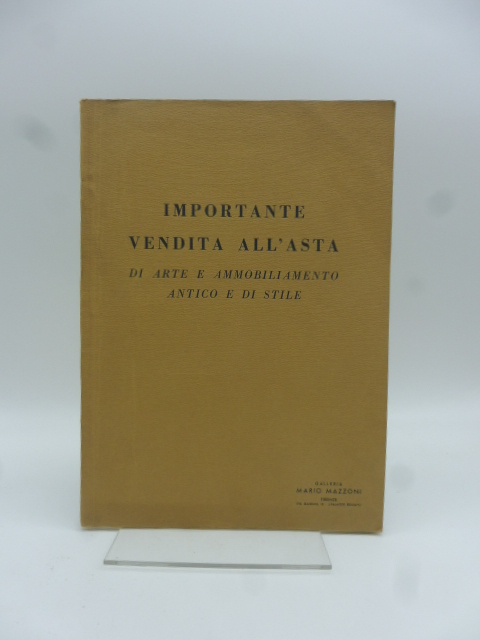 IMPORTANTE
VENDITA ALL'ASTA
DI ARTE E AMMOBILIAMENTO
ANTICO E DI STILE
GALLERIA
MARIO MAZZONI